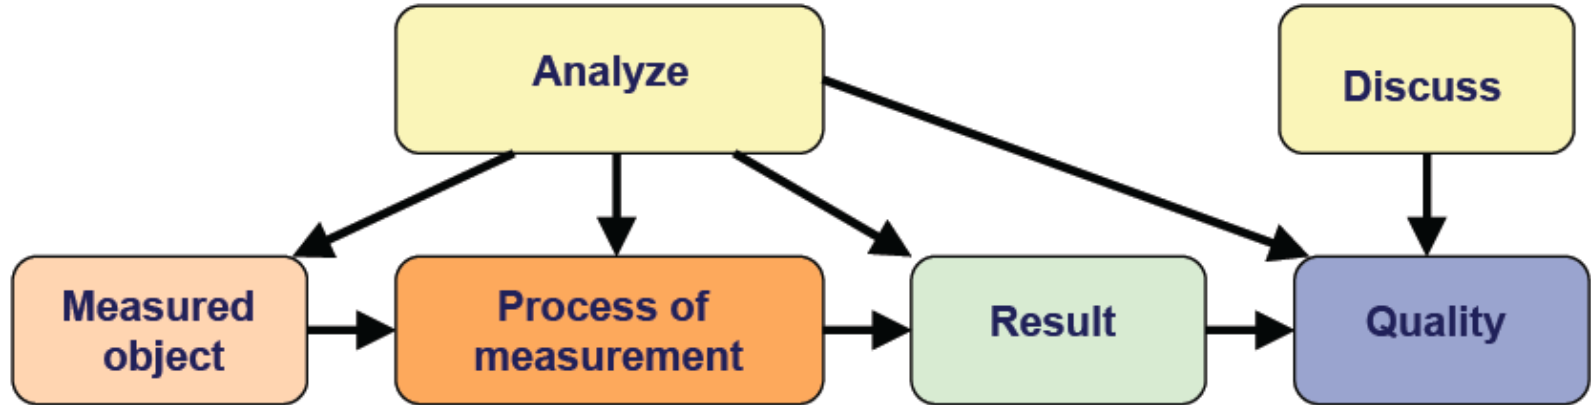 Analyze
Discuss
Measured
object
Process of
measurement
Result
Quality